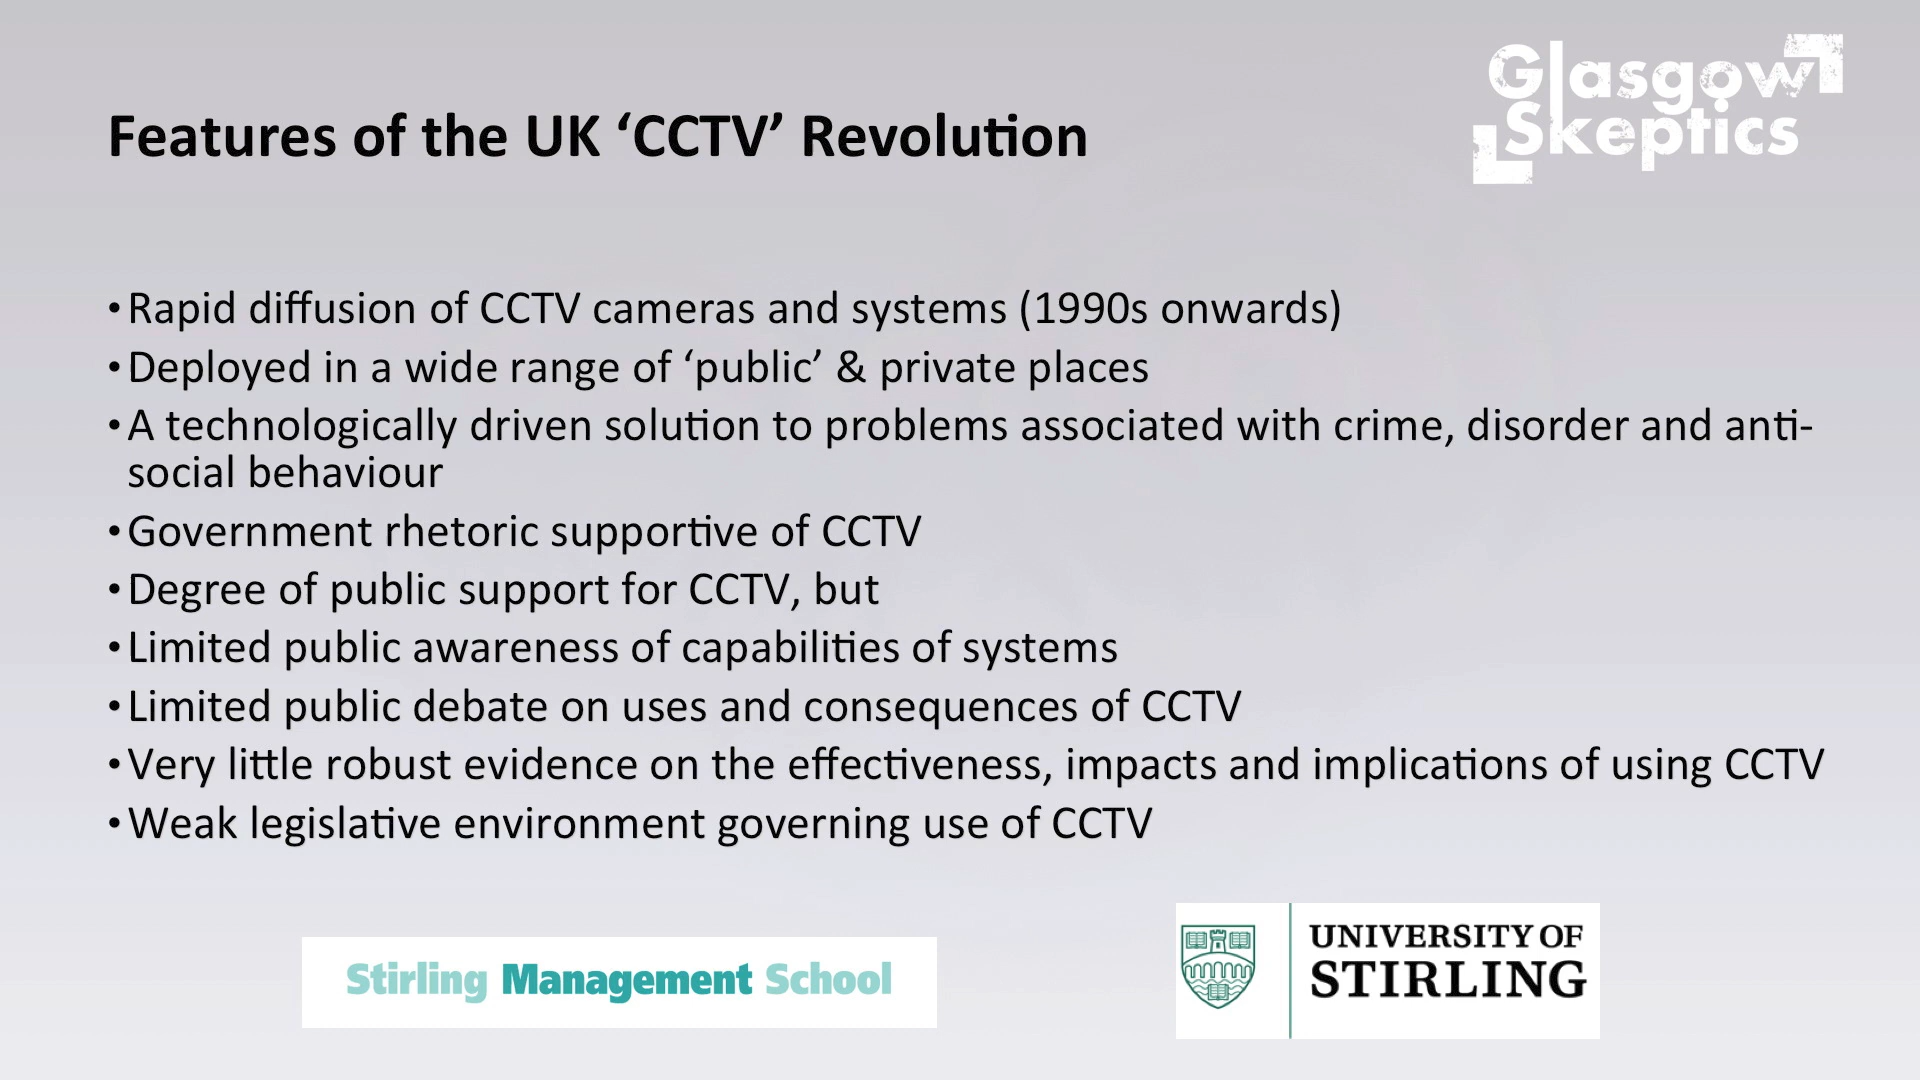 Glasgow
Skeptics
Features of the UK ‘CCTV’ Revolution
• Rapid diffusion of CCTV cameras and systems (1990s onwards)
• Deployed in a wide range of ‘public’ & private places
• A technologically driven solution to problems associated with crime, disorder and anti-
social behaviour
• Government rhetoric supportive of CCTV
• Degree of public support for CCTV, but
• Limited public awareness of capabilities of systems
• Limited public debate on uses and consequences of CCTV
• Very little robust evidence on the effectiveness, impacts and implications of using CCTV
• Weak legislative environment governing use of CCTV
Stirling Management School
UNIVERSITY OF
STIRLING